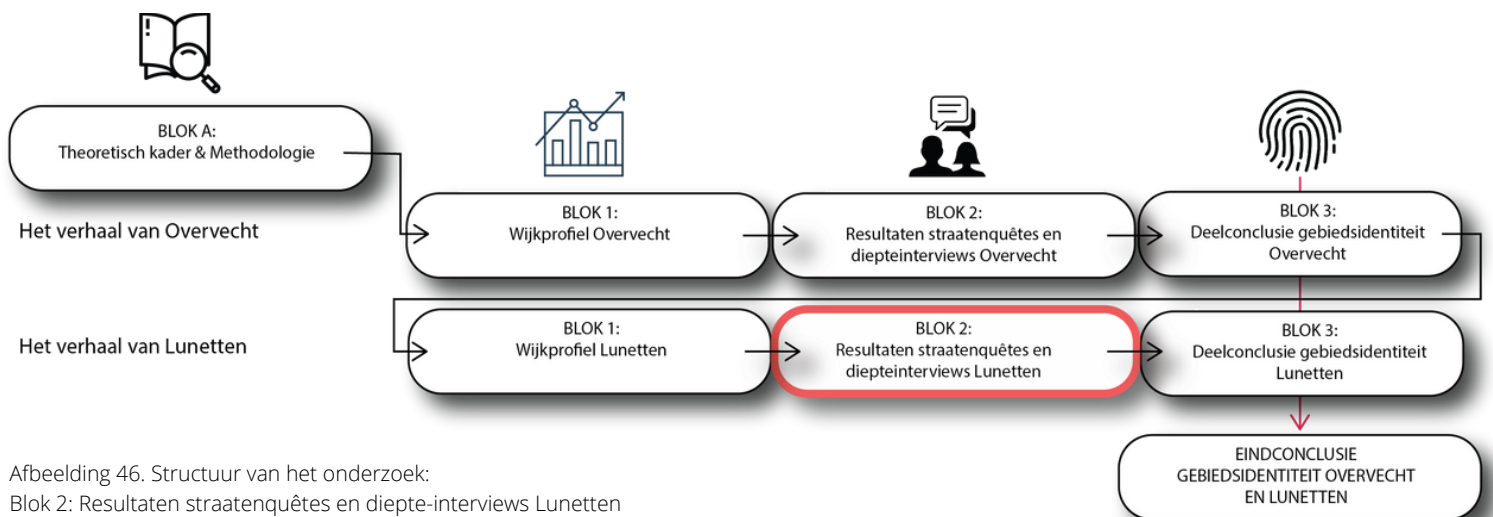 BLOK A:
Theoretisch kader & Methodologie
Het verhaal van Overvecht
BLOK 1:
Wijkprofiel Overvecht
BLOK 2:
Resultaten straatenquêtes en
diepteinterviews Overvecht
BLOK 3:
Deelconclusie gebiedsidentiteit
Overvecht
Het verhaal van Lunetten
BLOK 1:
Wijkprofiel Lunetten
BLOK 2:
Resultaten straatenquêtes en
diepteinterviews Lunetten
BLOK 3:
Deelconclusie gebiedsidentiteit
Lunetten
EINDCONCLUSIE
GEBIEDSIDENTITEIT OVERVECHT
EN LUNETTEN
Afbeelding 46. Structuur van het onderzoek:
Blok 2: Resultaten straatenquêtes en diepte-interviews Lunetten